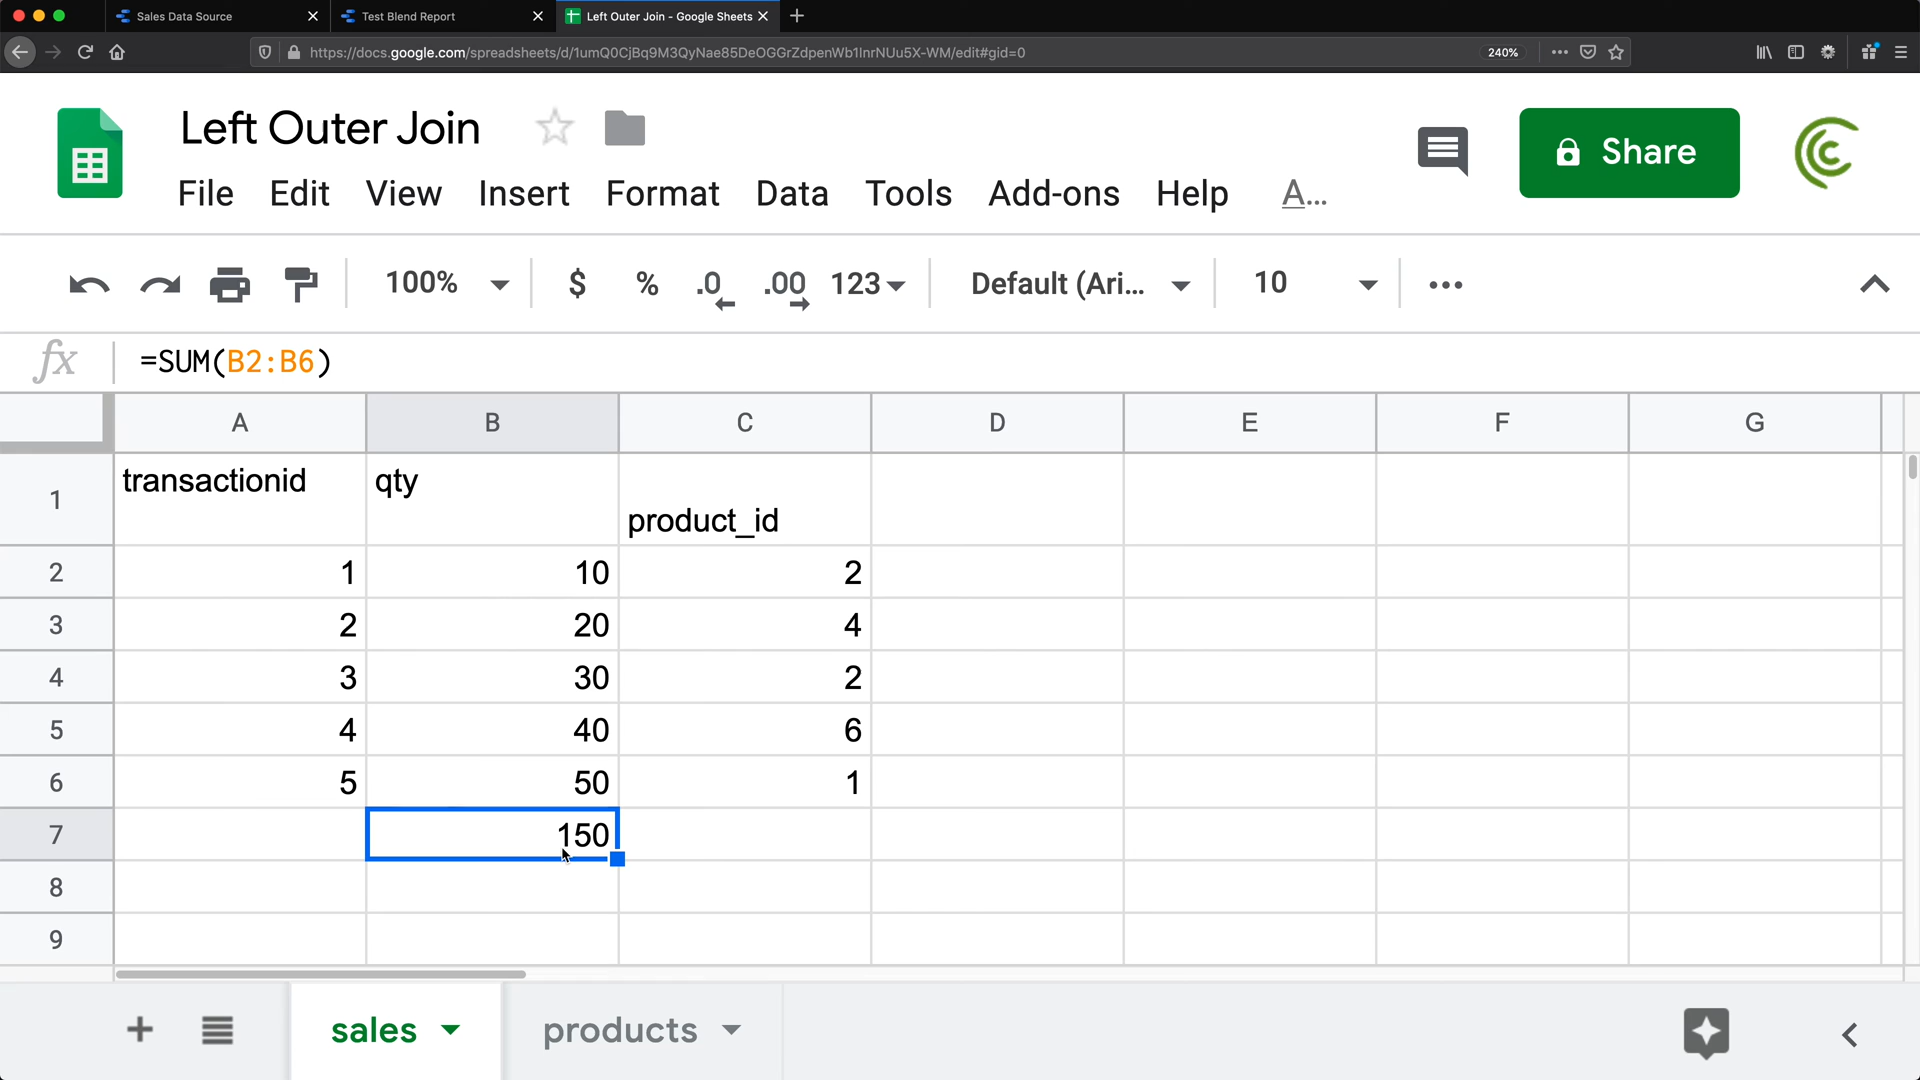 Sales Data Source
Test Blend Report
Left Outer Join - Google Sheets
https://docs.google.com/spreadsheets/d/1umQ0CjBq9M3QyNae85DeOGGrZdpenWb1InrNUu5X-WM/edit#gid=0
240%
Left Outer Join
Share
File Edit View Insert Format Data Tools Add-ons Help A...
100% $ % .0 .00 123 Default (Ari... 10
fx =SUM(B2:B6)
A B C D E F G
1 transactionid qty product_id
2 1 10 2
3 2 20 4
4 3 30 2
5 4 40 6
6 5 50 1
7 150
8
9
sales products